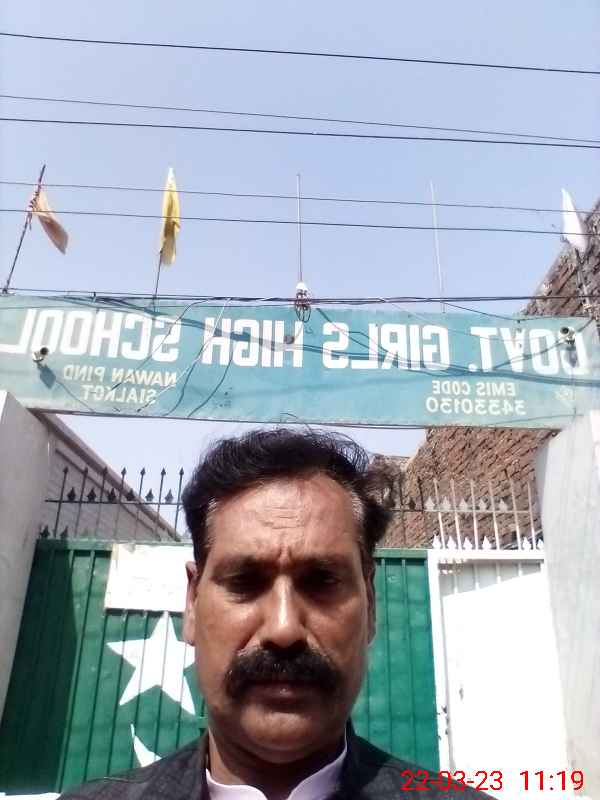 GOVT. GIRLS HIGH SCHOOL
EMIS CODE
34330130
NAWAN PIND
SIALKOT
22-03-23 11:19